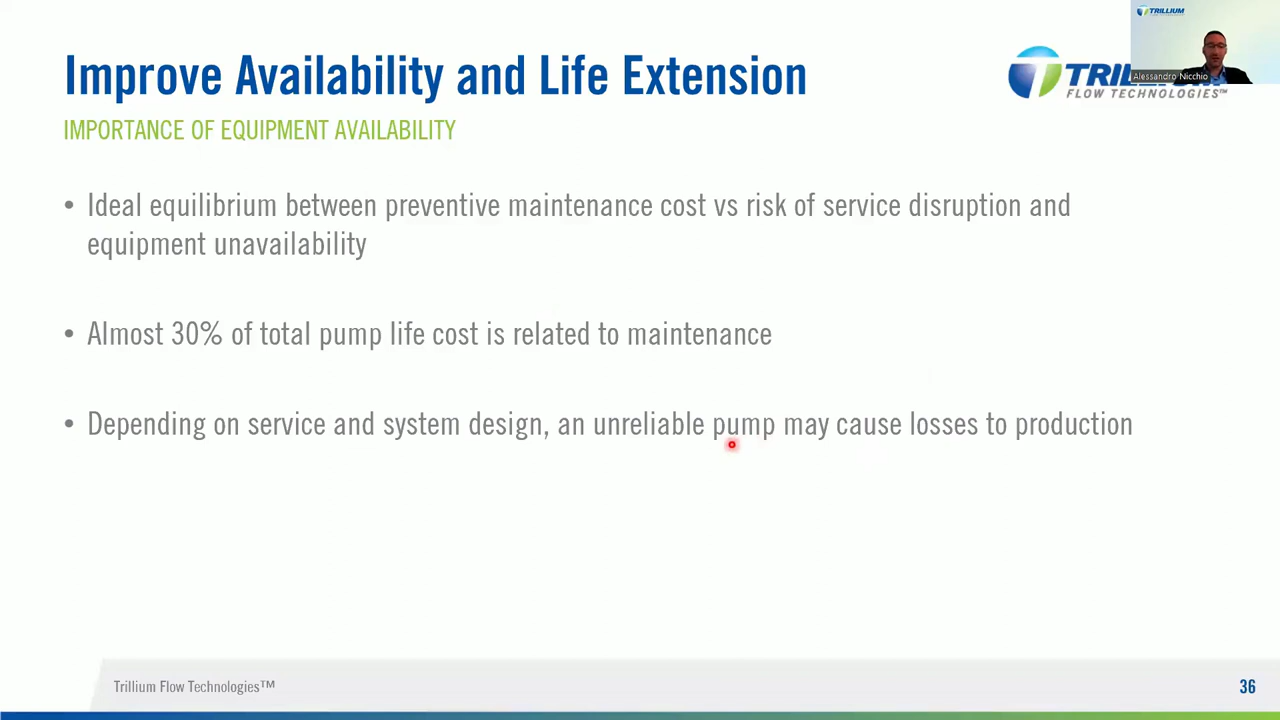 TRILLIUM
Improve Availability and Life Extension
Alessandro Nicchio
FLOW TECHNOLOGIES™
IMPORTANCE OF EQUIPMENT AVAILABILITY
• Ideal equilibrium between preventive maintenance cost vs risk of service disruption and
equipment unavailability
• Almost 30% of total pump life cost is related to maintenance
• Depending on service and system design, an unreliable pump may cause losses to production
Trillium Flow Technologies™
36